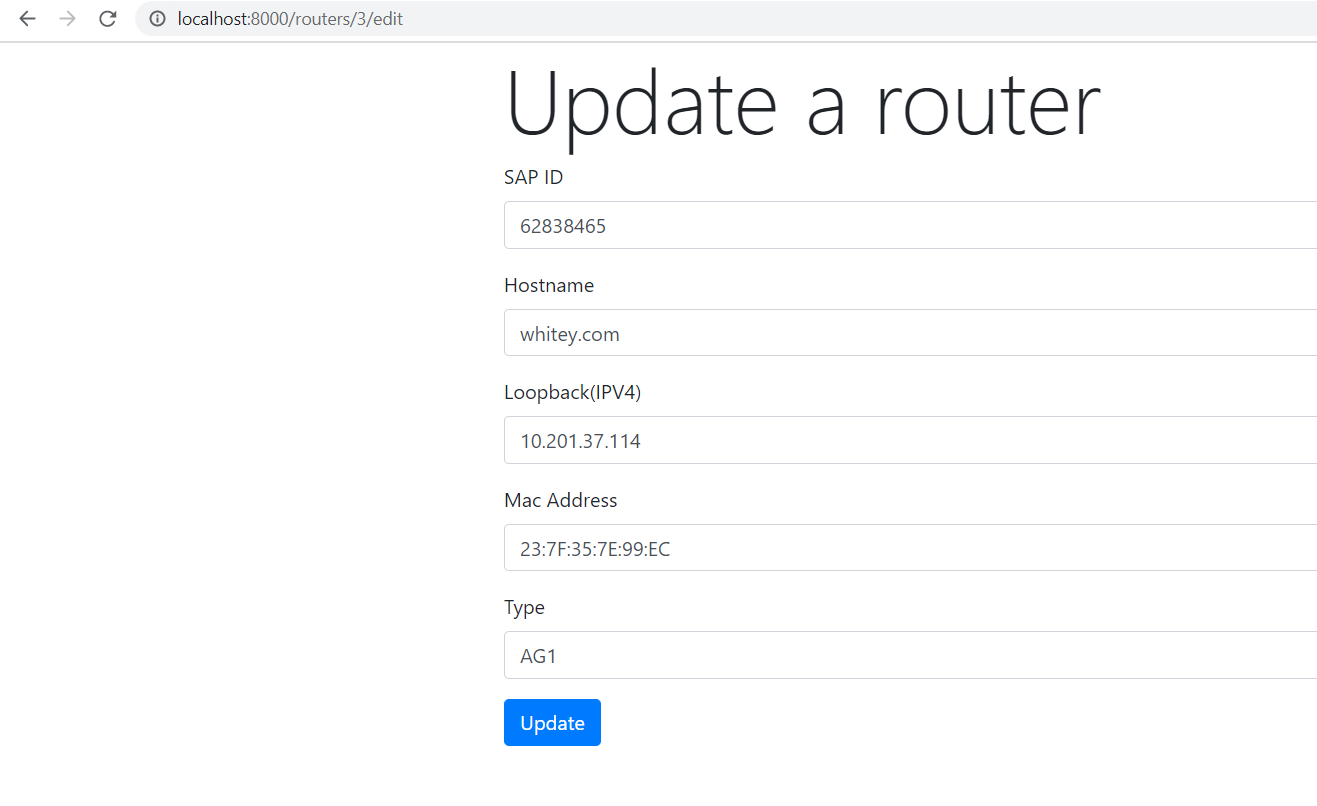 localhost:8000/routers/3/edit
Update a router
SAP ID
62838465
Hostname
whitey.com
Loopback(IPV4)
10.201.37.114
Mac Address
23:7F:35:7E:99:EC
Type
AG1
Update